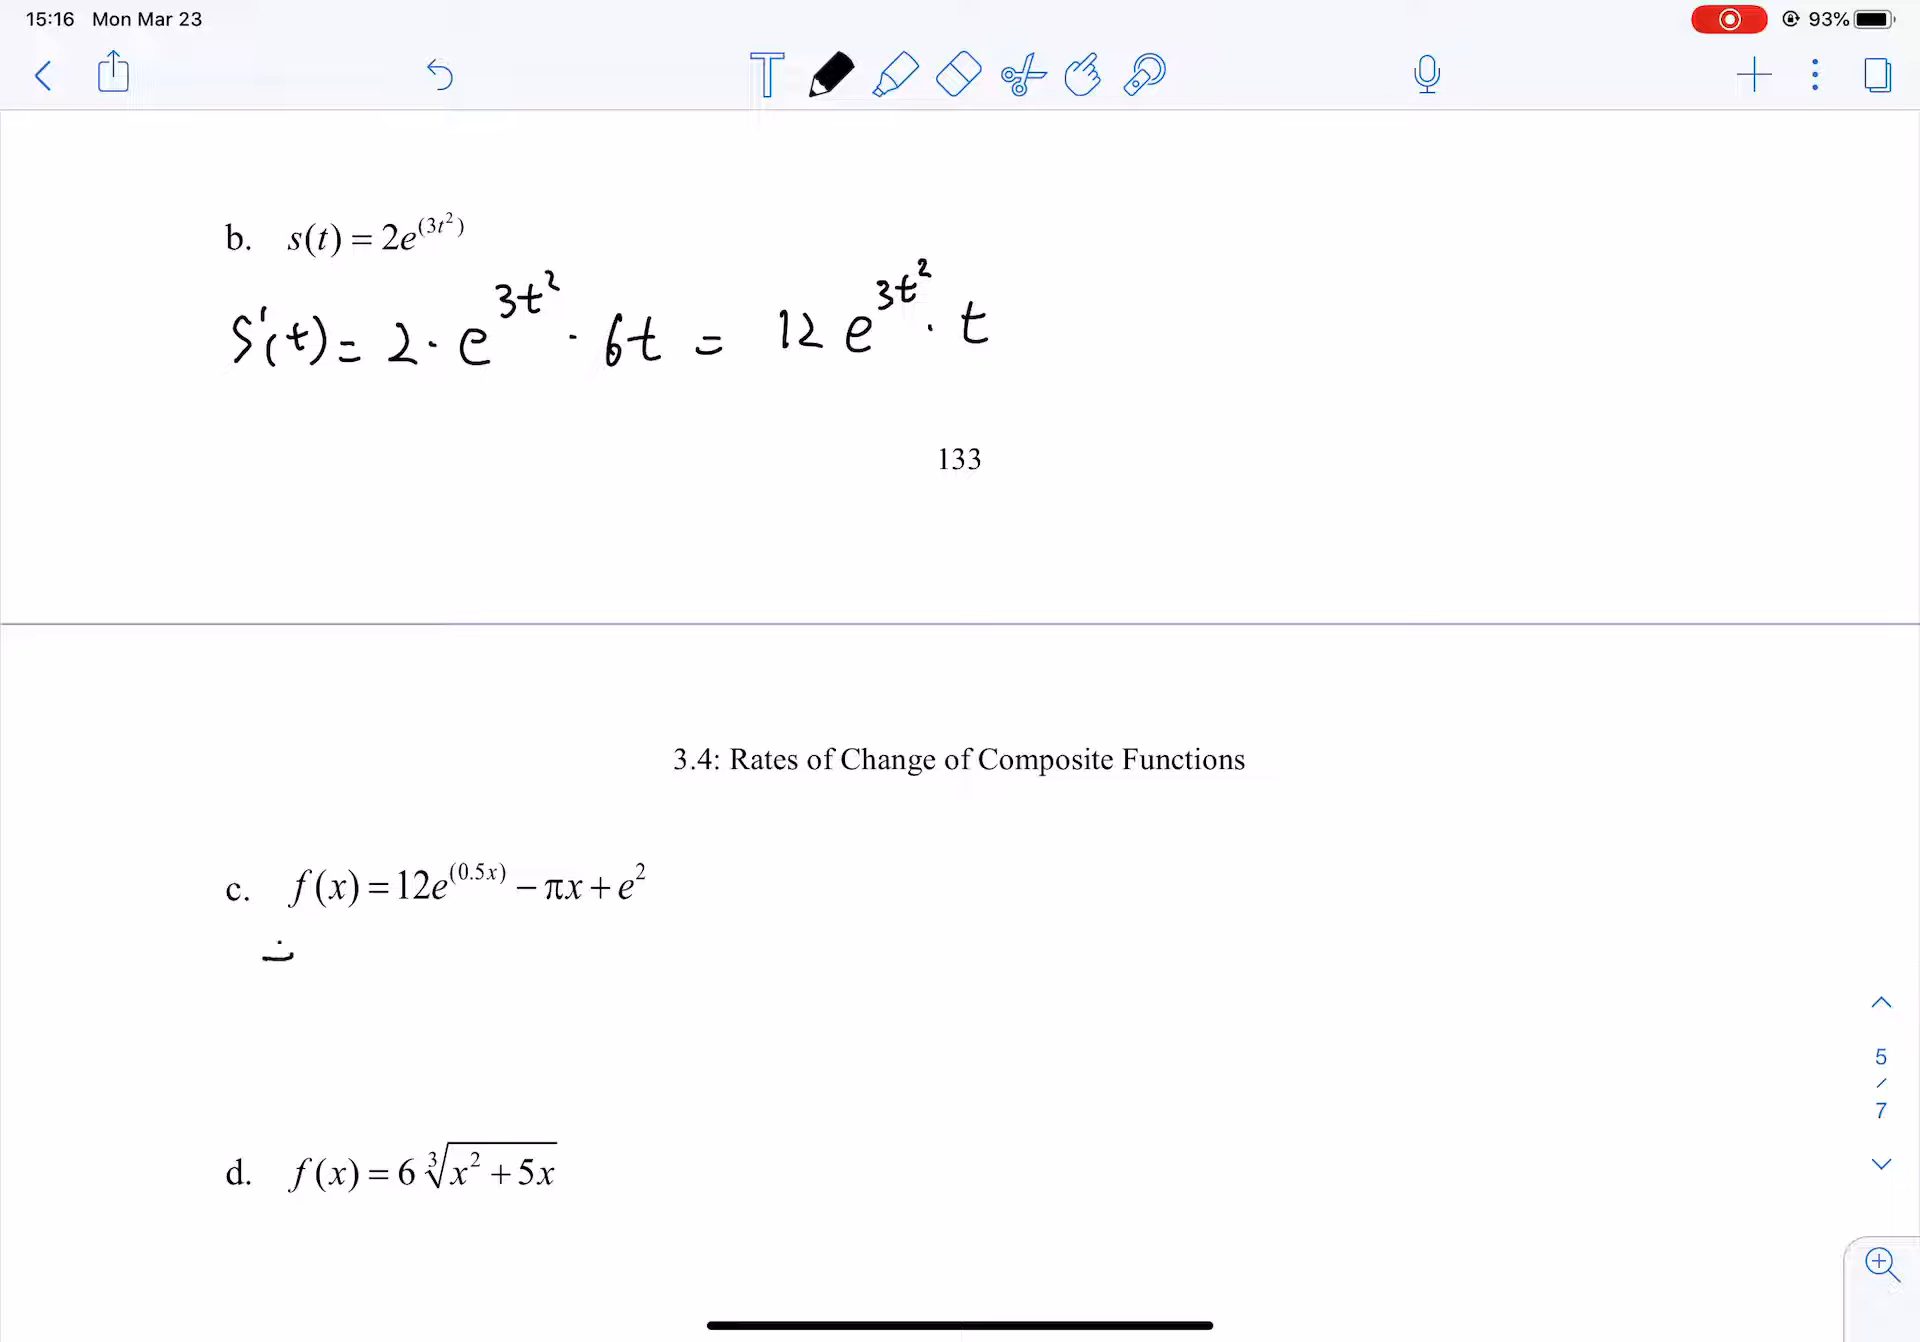 15:16 Mon Mar 23 93%
T
b. s(t) = 2e^(3t²)
S'(t) = 2 · e^3t² · 6t = 12 e^3t² · t
133
3.4: Rates of Change of Composite Functions
c. f(x) = 12e^(0.5x) − πx + e²
d. f(x) = 6 ∛(x² + 5x)
5
/
7